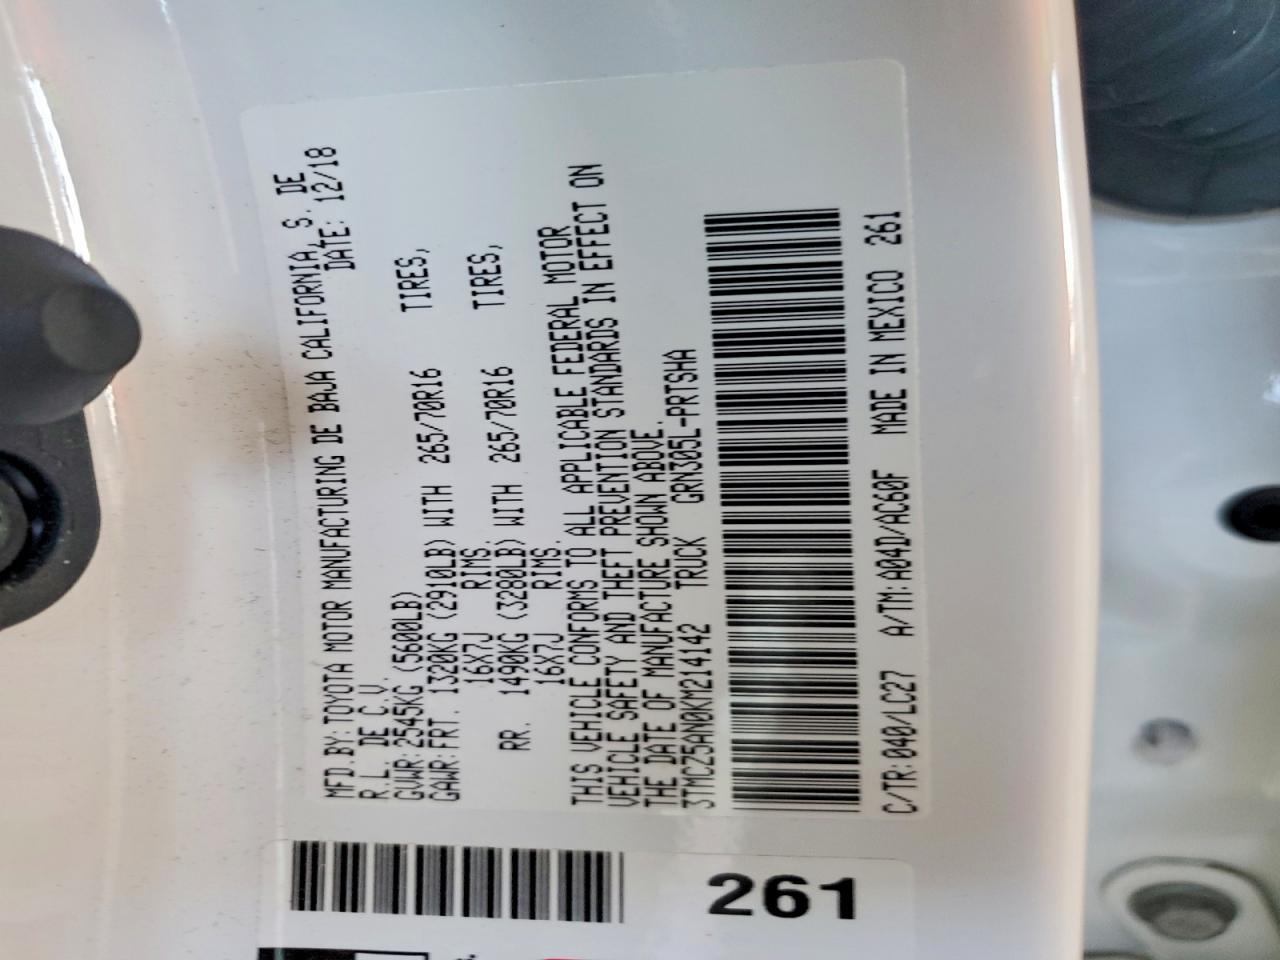 MFD.BY:TOYOTA MOTOR MANUFACTURING DE BAJA CALIFORNIA, S. DE
R.L. DE C.V. DATE: 12/18
GVWR:2545KG(5600LB)
GAWR:FRT. 1320KG(2910LB)WITH 265/70R16 TIRES,
16X7J RIMS.
RR. 1490KG(3280LB)WITH 265/70R16 TIRES,
16X7J RIMS.
THIS VEHICLE CONFORMS TO ALL APPLICABLE FEDERAL MOTOR
VEHICLE SAFETY AND THEFT PREVENTION STANDARDS IN EFFECT ON
THE DATE OF MANUFACTURE SHOWN ABOVE.
3TMCZ5AN0KM214142 TRUCK GRN305L-PRTSHA
C/TR:040/LC27 A/TM:A04D/AC60F MADE IN MEXICO 261
261